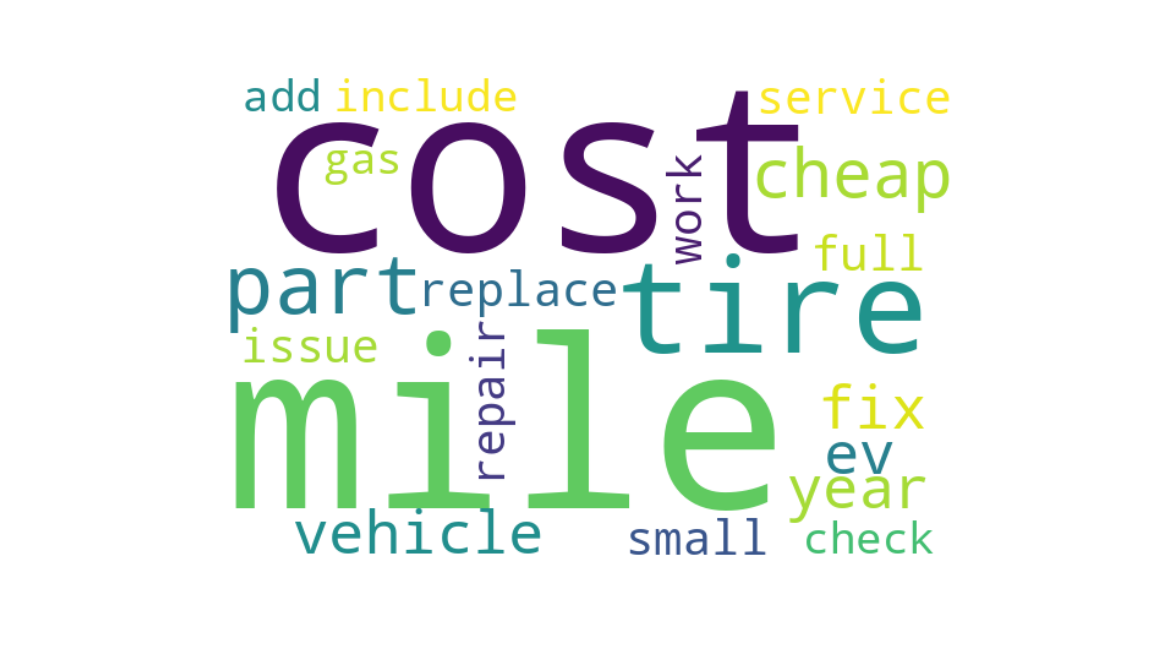 add include service
cost
gas
work
cheap
full
part replace tire
issue
repair
mile
fix
ev
year
vehicle small check